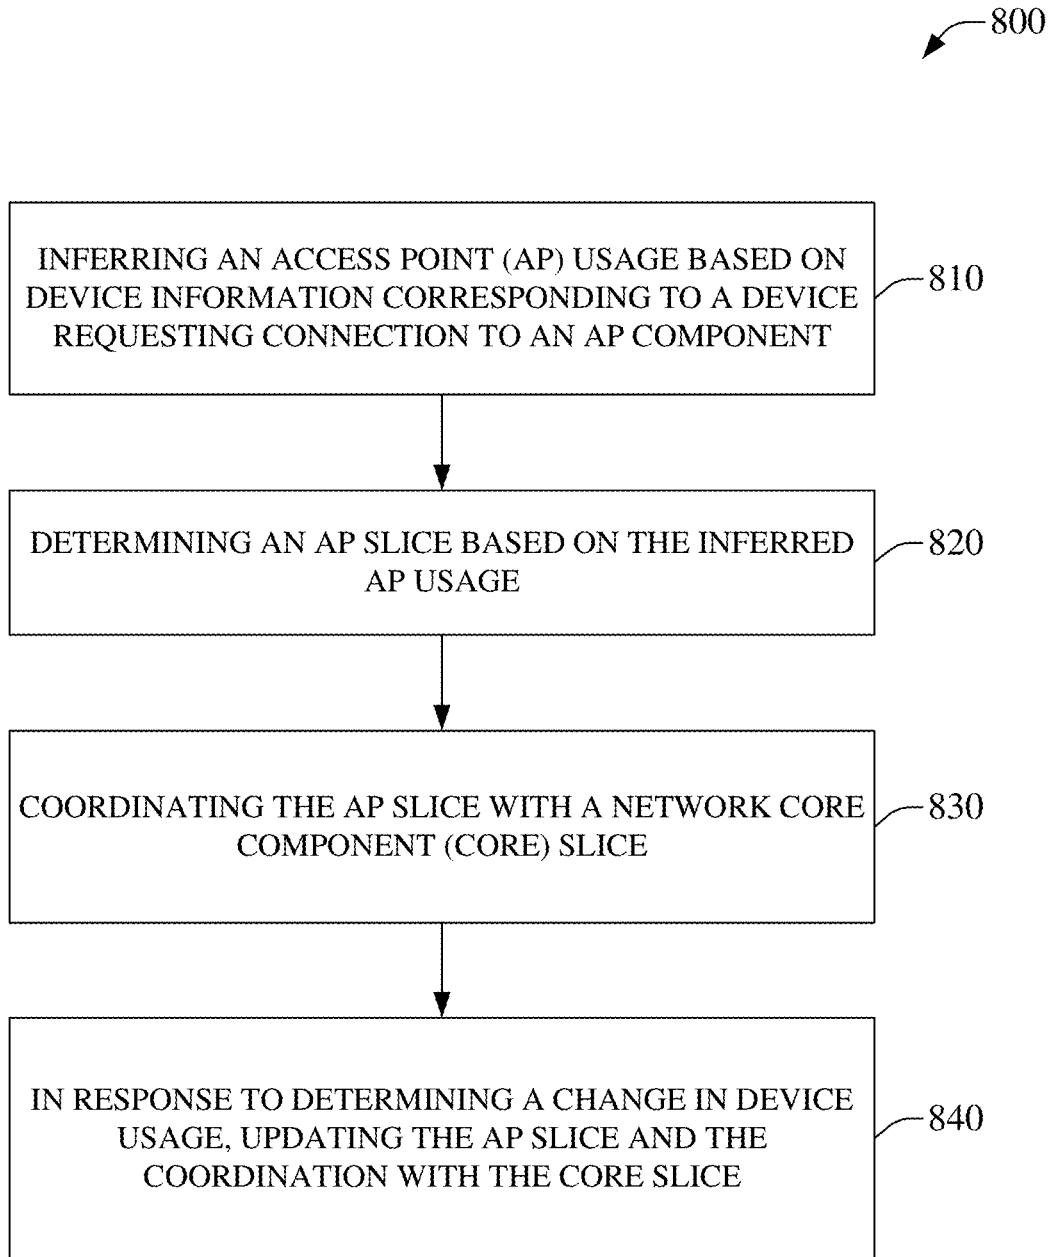 800
INFERRING AN ACCESS POINT (AP) USAGE BASED ON
DEVICE INFORMATION CORRESPONDING TO A DEVICE
REQUESTING CONNECTION TO AN AP COMPONENT
810
DETERMINING AN AP SLICE BASED ON THE INFERRED
AP USAGE
820
COORDINATING THE AP SLICE WITH A NETWORK CORE
COMPONENT (CORE) SLICE
830
IN RESPONSE TO DETERMINING A CHANGE IN DEVICE
USAGE, UPDATING THE AP SLICE AND THE
COORDINATION WITH THE CORE SLICE
840